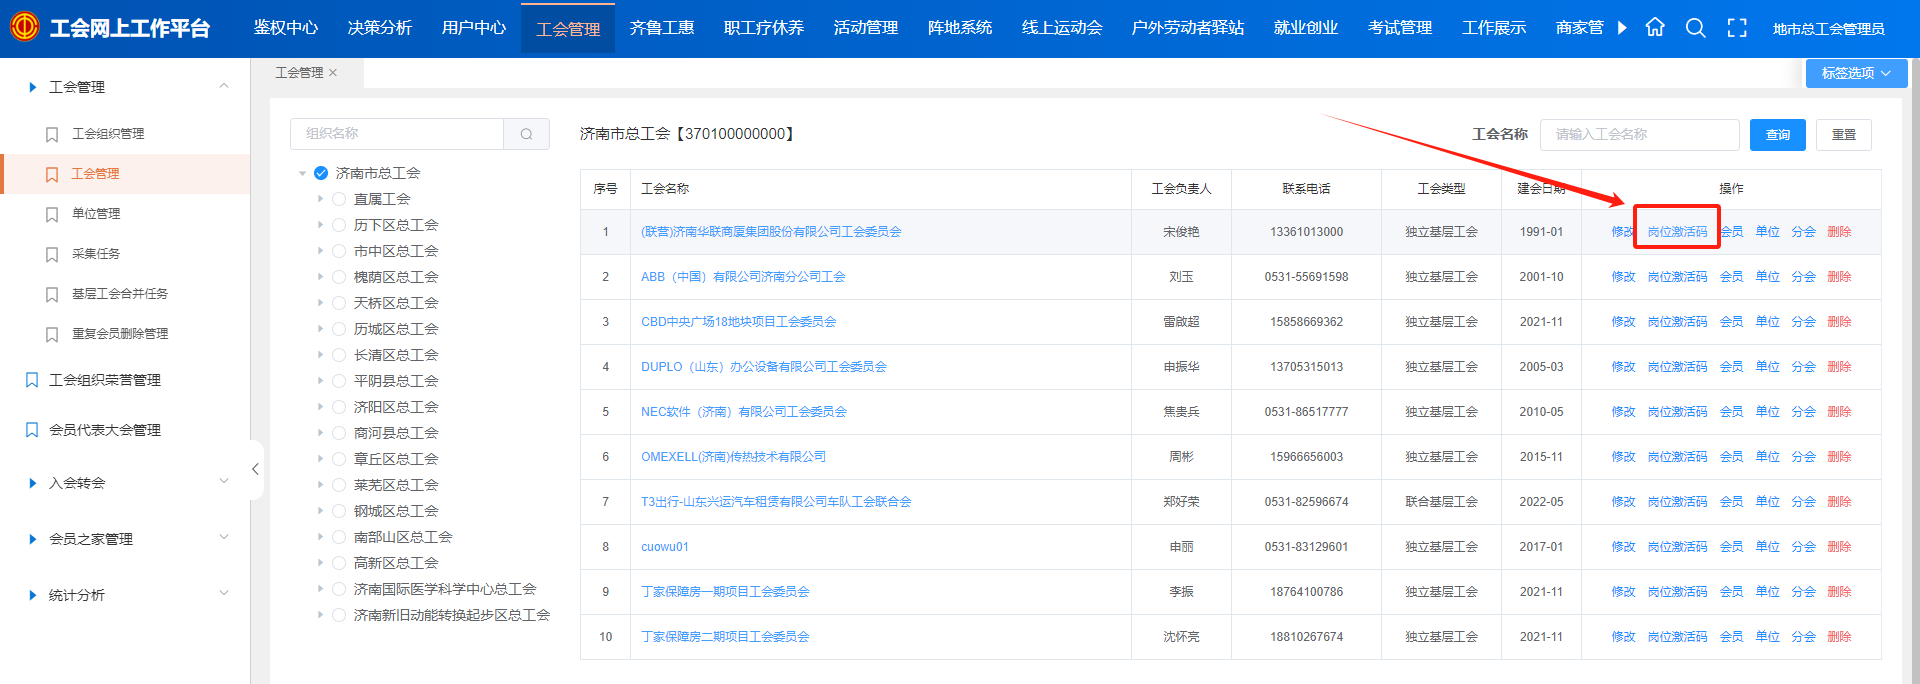 工会网上工作平台 鉴权中心 决策分析 用户中心 工会管理 齐鲁工惠 职工疗休养 活动管理 阵地系统 线上运动会 户外劳动者驿站 就业创业 考试管理 工作展示 商家管 地市总工会管理员
工会管理 × 标签选项
工会管理
工会组织管理
工会管理
单位管理
采集任务
基层工会合并任务
重复会员删除管理
工会组织荣誉管理
会员代表大会管理
入会转会
会员之家管理
统计分析
组织名称
济南市总工会
直属工会
历下区总工会
市中区总工会
槐荫区总工会
天桥区总工会
历城区总工会
长清区总工会
平阴县总工会
济阳区总工会
商河县总工会
章丘区总工会
莱芜区总工会
钢城区总工会
南部山区总工会
高新区总工会
济南国际医学科学中心总工会
济南新旧动能转换起步区总工会
济南市总工会【370100000000】 工会名称 请输入工会名称 查询 重置
序号 工会名称 工会负责人 联系电话 工会类型 建会日期 操作
1 (联营)济南华联商厦集团股份有限公司工会委员会 宋俊艳 13361013000 独立基层工会 1991-01 修改 岗位激活码 会员 单位 分会 删除
2 ABB（中国）有限公司济南分公司工会 刘玉 0531-55691598 独立基层工会 2001-10 修改 岗位激活码 会员 单位 分会 删除
3 CBD中央广场18地块项目工会委员会 雷啟超 15858669362 独立基层工会 2021-11 修改 岗位激活码 会员 单位 分会 删除
4 DUPLO（山东）办公设备有限公司工会委员会 申振华 13705315013 独立基层工会 2005-03 修改 岗位激活码 会员 单位 分会 删除
5 NEC软件（济南）有限公司工会委员会 焦贵兵 0531-86517777 独立基层工会 2010-05 修改 岗位激活码 会员 单位 分会 删除
6 OMEXELL(济南)传热技术有限公司 周彬 15966656003 独立基层工会 2015-11 修改 岗位激活码 会员 单位 分会 删除
7 T3出行-山东兴运汽车租赁有限公司车队工会联合会 郑好荣 0531-82596674 联合基层工会 2022-05 修改 岗位激活码 会员 单位 分会 删除
8 cuowu01 申丽 0531-83129601 独立基层工会 2017-01 修改 岗位激活码 会员 单位 分会 删除
9 丁家保障房一期项目工会委员会 李振 18764100786 独立基层工会 2021-11 修改 岗位激活码 会员 单位 分会 删除
10 丁家保障房二期项目工会委员会 沈怀亮 18810267674 独立基层工会 2021-11 修改 岗位激活码 会员 单位 分会 删除